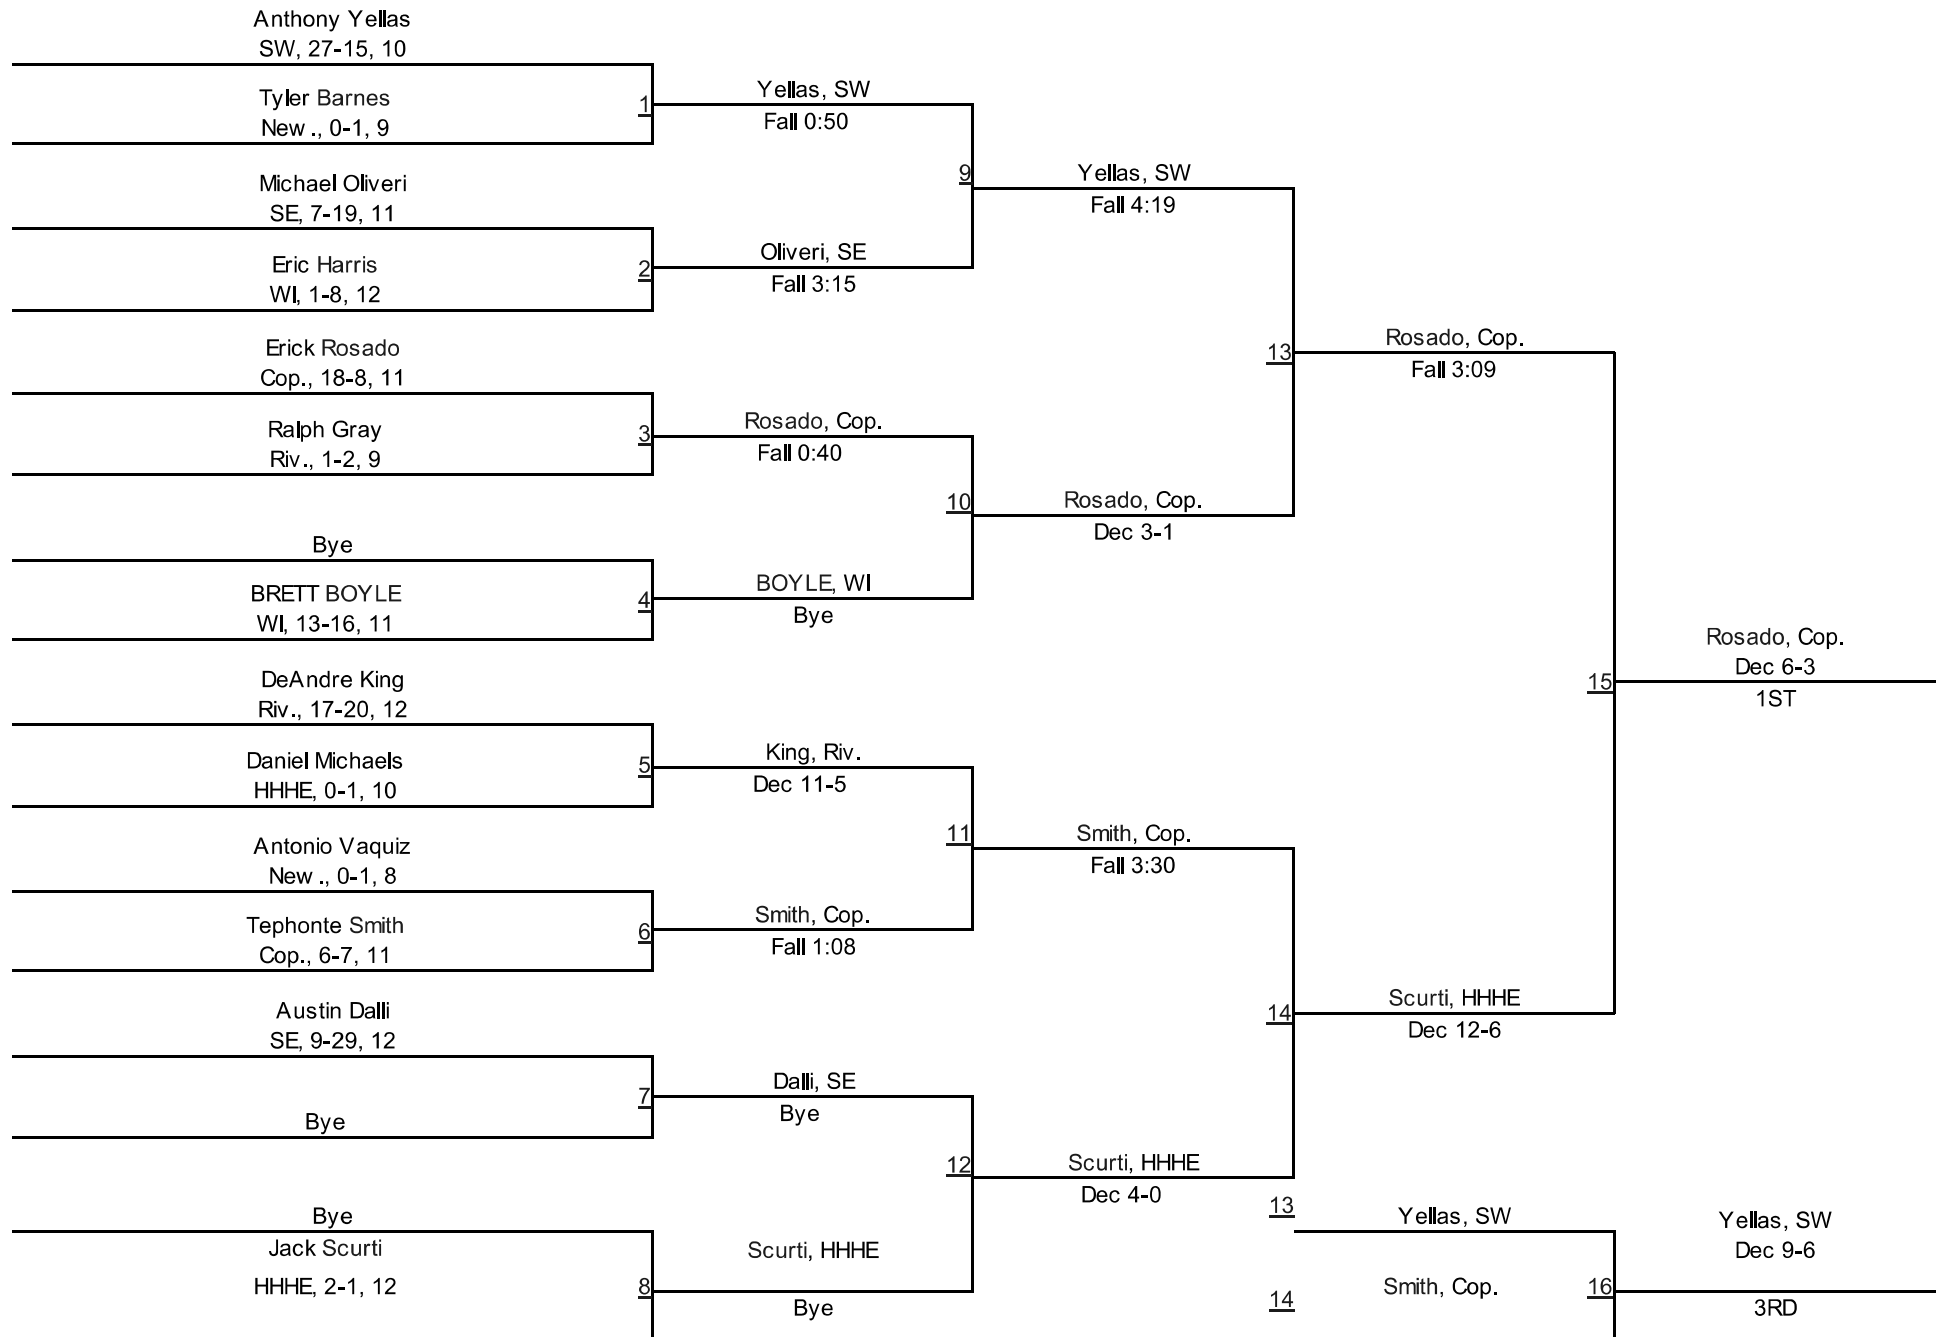 Anthony Yellas
SW, 27-15, 10
Tyler Barnes
New ., 0-1, 9
1
Yellas, SW
Fall 0:50
Michael Oliveri
SE, 7-19, 11
Eric Harris
WI, 1-8, 12
2
Oliveri, SE
Fall 3:15
9
Yellas, SW
Fall 4:19
Erick Rosado
Cop., 18-8, 11
Ralph Gray
Riv., 1-2, 9
3
Rosado, Cop.
Fall 0:40
Bye
BRETT BOYLE
WI, 13-16, 11
4
BOYLE, WI
Bye
10
Rosado, Cop.
Dec 3-1
13
Rosado, Cop.
Fall 3:09
DeAndre King
Riv., 17-20, 12
Daniel Michaels
HHHE, 0-1, 10
5
King, Riv.
Dec 11-5
Antonio Vaquiz
New ., 0-1, 8
Tephonte Smith
Cop., 6-7, 11
6
Smith, Cop.
Fall 1:08
11
Smith, Cop.
Fall 3:30
Austin Dalli
SE, 9-29, 12
Bye
7
Dalli, SE
Bye
Bye
Jack Scurti
HHHE, 2-1, 12
8
Scurti, HHHE
Bye
12
Scurti, HHHE
Dec 4-0
14
Scurti, HHHE
Dec 12-6
15
Rosado, Cop.
Dec 6-3
1ST
13
Yellas, SW
14
Smith, Cop.
16
Yellas, SW
Dec 9-6
3RD